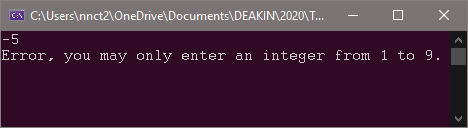 C:\Users\nnct2\OneDrive\Documents\DEAKIN\2020\T...
-5
Error, you may only enter an integer from 1 to 9.